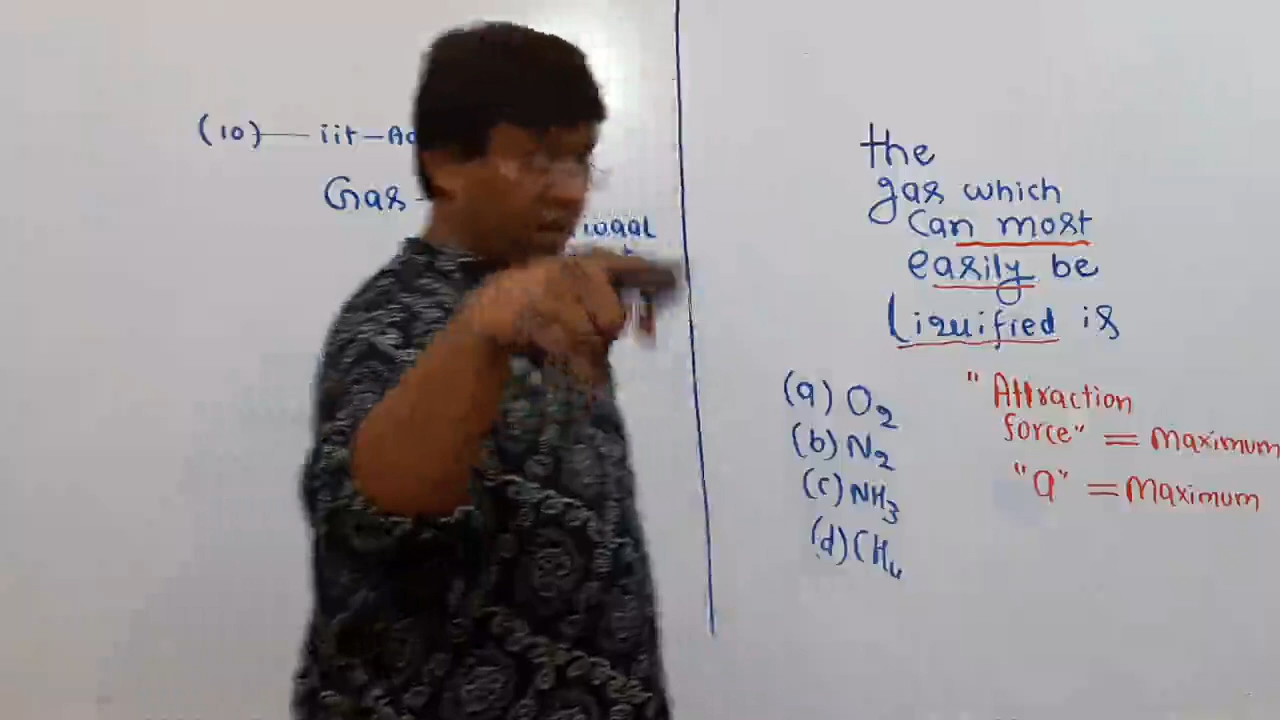 (10)— iit-Ad
Gas-
the
gas which
can most
easily be
Liquified is
(a) O2
(b) N2
(c) NH3
(d) CH4
"Attraction
force" = maximum
"a" = maximum